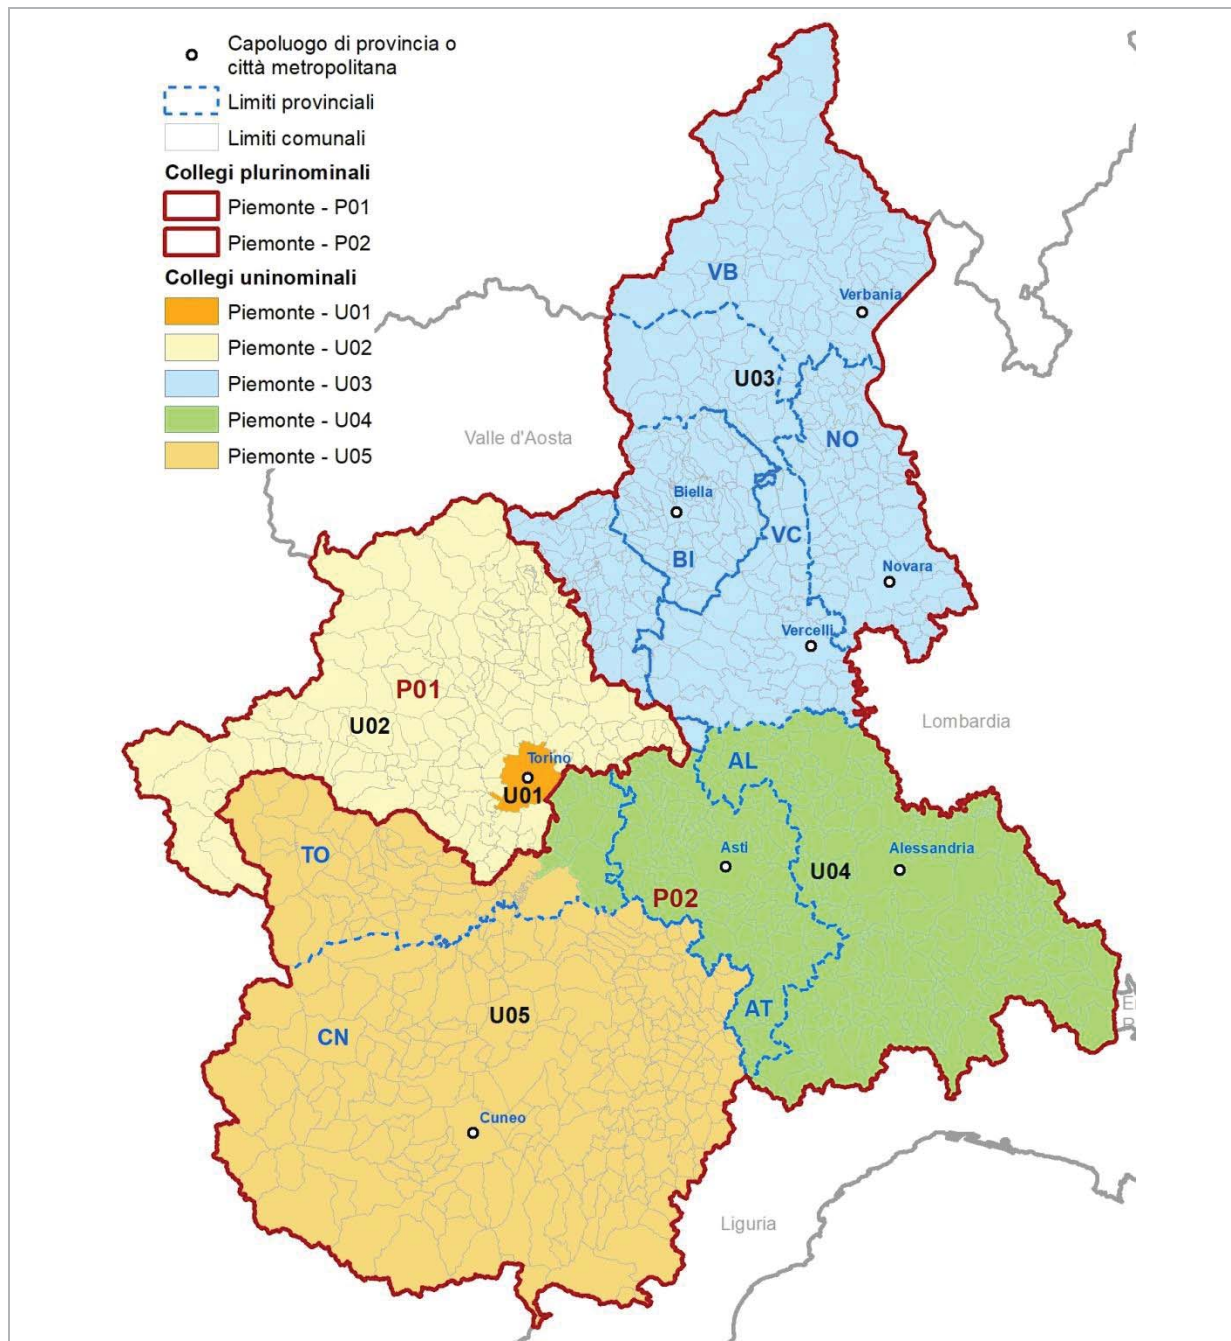 Capoluogo di provincia o
città metropolitana
Limiti provinciali
Limiti comunali
Collegi plurinominali
Piemonte - P01
Piemonte - P02
Collegi uninominali
Piemonte - U01
Piemonte - U02
Piemonte - U03
Piemonte - U04
Piemonte - U05
VB
Verbania
U03
NO
Valle d'Aosta
Biella
VC
BI
Novara
Vercelli
P01
U02
Lombardia
Torino
AL
U01
TO
Asti
U04
Alessandria
P02
U05
AT
CN
Cuneo
Liguria